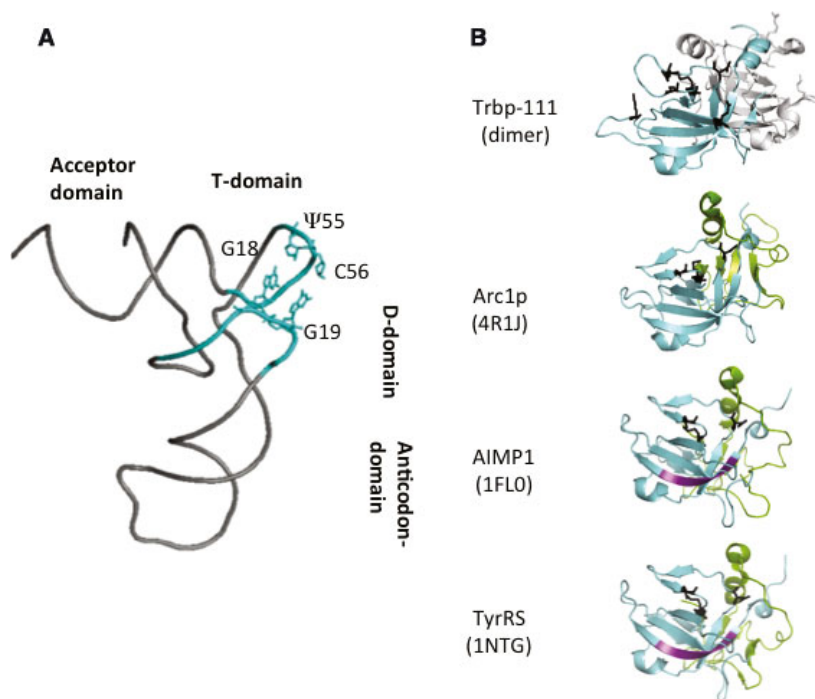 A
Acceptor
domain
T-domain
Ψ55
G18
C56
G19
D-domain
Anticodon-
domain
B
Trbp-111
(dimer)
Arc1p
(4R1J)
AIMP1
(1FL0)
TyrRS
(1NTG)